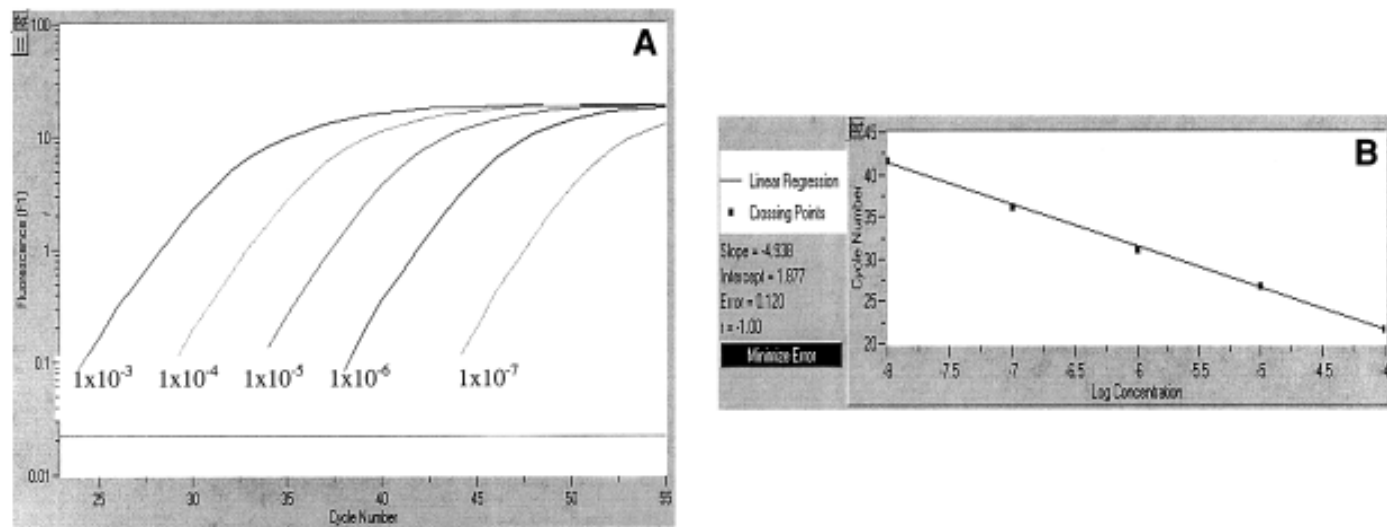 A
100
10
1
0.1
0.01
Fluorescence (F1)
1x10⁻³ 1x10⁻⁴ 1x10⁻⁵ 1x10⁻⁶ 1x10⁻⁷
25 30 35 40 45 50 55
Cycle Number
B
Linear Regression
Crossing Points
Slope = -4.938
Intercept = 1.877
Error = 0.120
r = -1.00
Minimize Error
45
40
35
30
25
20
Cycle Number
-8 -7.5 -7 -6.5 -6 -5.5 -5 -4.5 -4
Log Concentration